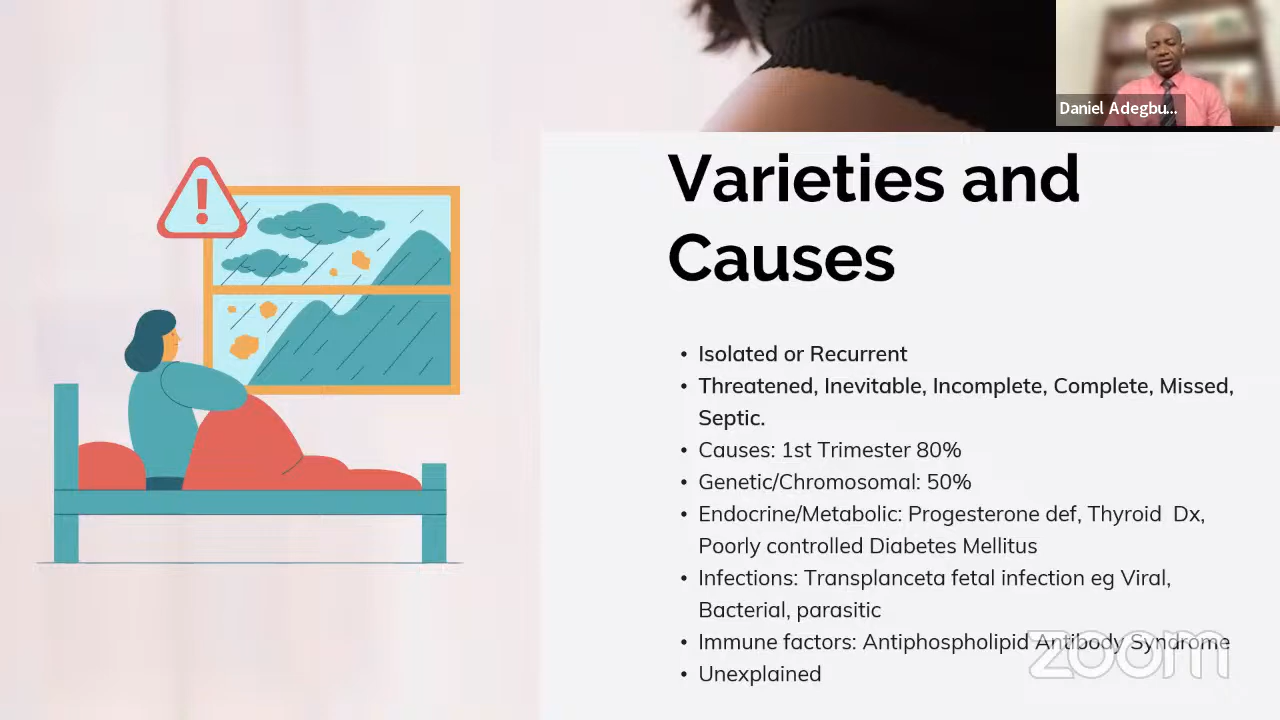 Daniel Adegbu...
Varieties and
Causes
• Isolated or Recurrent
• Threatened, Inevitable, Incomplete, Complete, Missed,
Septic.
• Causes: 1st Trimester 80%
• Genetic/Chromosomal: 50%
• Endocrine/Metabolic: Progesterone def, Thyroid Dx,
Poorly controlled Diabetes Mellitus
• Infections: Transplanceta fetal infection eg Viral,
Bacterial, parasitic
• Immune factors: Antiphospholipid Antibody Syndrome
• Unexplained
zoom
!